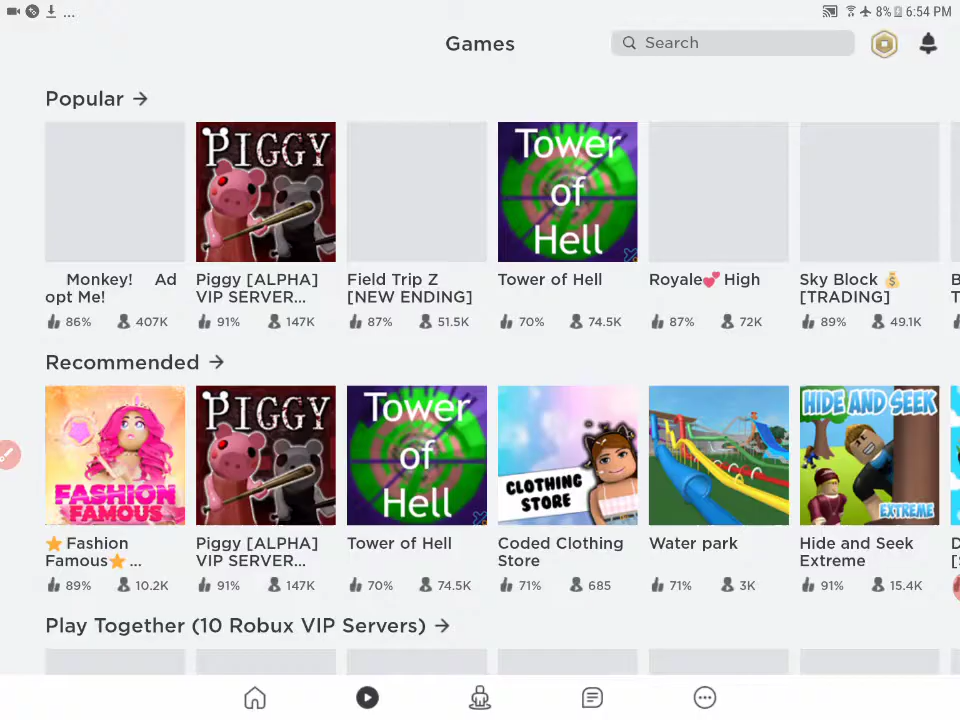 ... 8% 6:54 PM
Games
Search
Popular →
PIGGY
Tower
of
Hell
Monkey! Ad
opt Me!
Piggy [ALPHA]
VIP SERVER...
Field Trip Z
[NEW ENDING]
Tower of Hell
Royale💕 High
Sky Block 💰
[TRADING]
86% 407K
91% 147K
87% 51.5K
70% 74.5K
87% 72K
89% 49.1K
Recommended →
FASHION
FAMOUS
PIGGY
Tower
of
Hell
CLOTHING
STORE
HIDE AND SEEK
EXTREME
⭐Fashion
Famous⭐ ...
Piggy [ALPHA]
VIP SERVER...
Tower of Hell
Coded Clothing
Store
Water park
Hide and Seek
Extreme
89% 10.2K
91% 147K
70% 74.5K
71% 685
71% 3K
91% 15.4K
Play Together (10 Robux VIP Servers) →